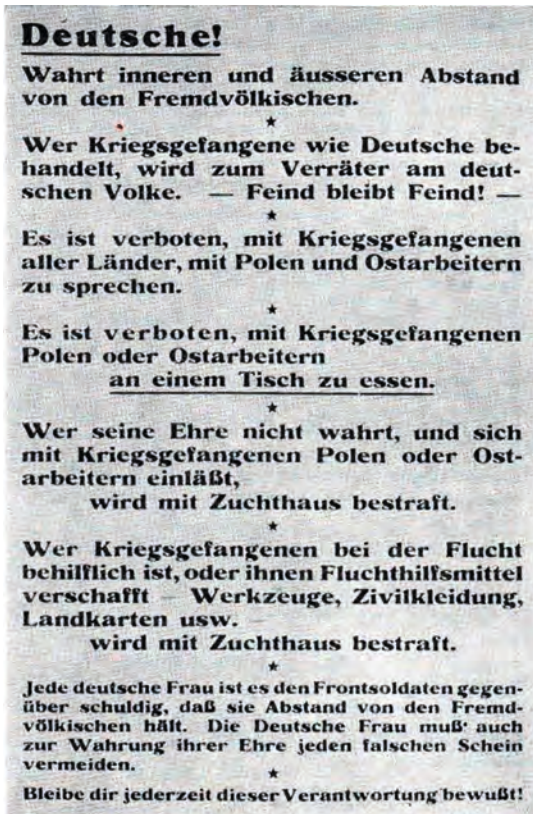 Deutsche!
Wahrt inneren und äusseren Abstand
von den Fremdvölkischen.
★
Wer Kriegsgefangene wie Deutsche be-
handelt, wird zum Verräter am deut-
schen Volke. — Feind bleibt Feind! —
★
Es ist verboten, mit Kriegsgefangenen
aller Länder, mit Polen und Ostarbeitern
zu sprechen.
★
Es ist verboten, mit Kriegsgefangenen
Polen oder Ostarbeitern
an einem Tisch zu essen.
★
Wer seine Ehre nicht wahrt, und sich
mit Kriegsgefangenen Polen oder Ost-
arbeitern einläßt,
wird mit Zuchthaus bestraft.
★
Wer Kriegsgefangenen bei der Flucht
behilflich ist, oder ihnen Fluchthilfsmittel
verschafft – Werkzeuge, Zivilkleidung,
Landkarten usw. –
wird mit Zuchthaus bestraft.
★
Jede deutsche Frau ist es den Frontsoldaten gegen-
über schuldig, daß sie Abstand von den Fremd-
völkischen hält. Die Deutsche Frau muß auch
zur Wahrung ihrer Ehre jeden falschen Schein
vermeiden.
★
Bleibe dir jederzeit dieser Verantwortung bewußt!